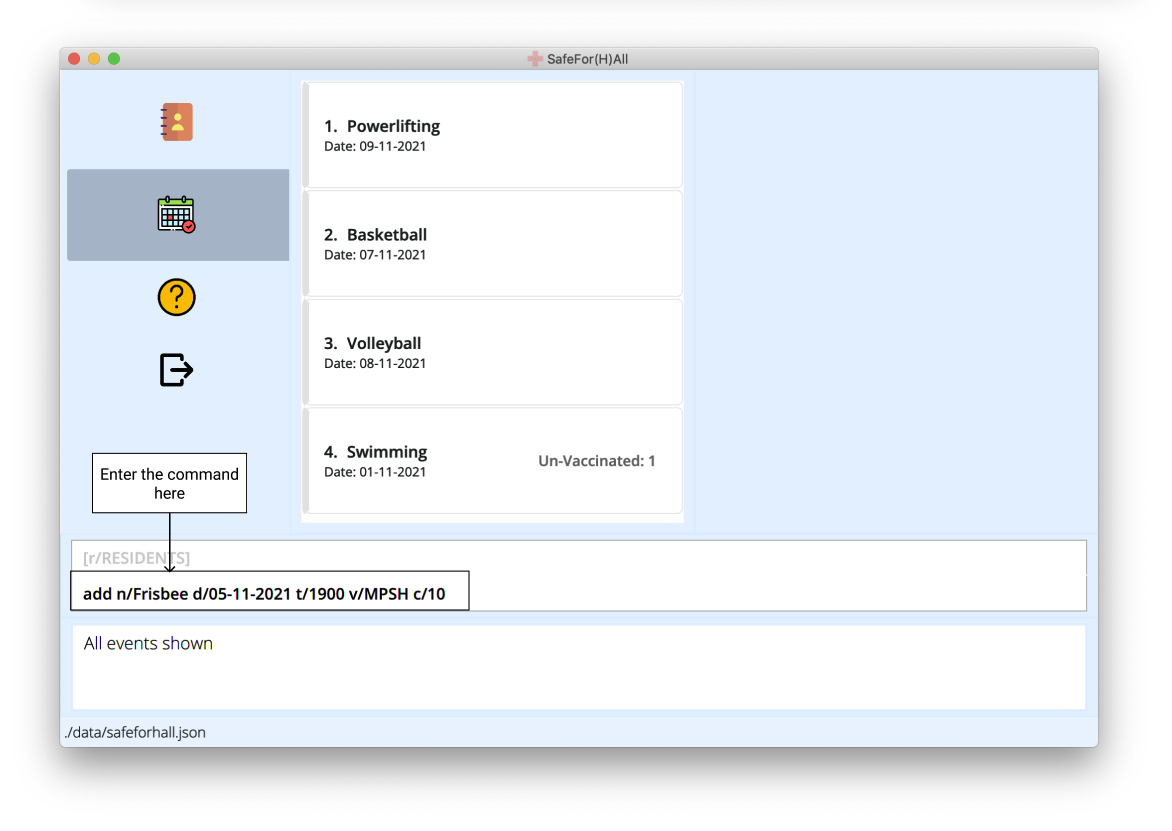 SafeFor(H)All
1. Powerlifting
Date: 09-11-2021
2. Basketball
Date: 07-11-2021
3. Volleyball
Date: 08-11-2021
4. Swimming
Date: 01-11-2021
Un-Vaccinated: 1
Enter the command
here
[r/RESIDENTS]
add n/Frisbee d/05-11-2021 t/1900 v/MPSH c/10
All events shown
./data/safeforhall.json